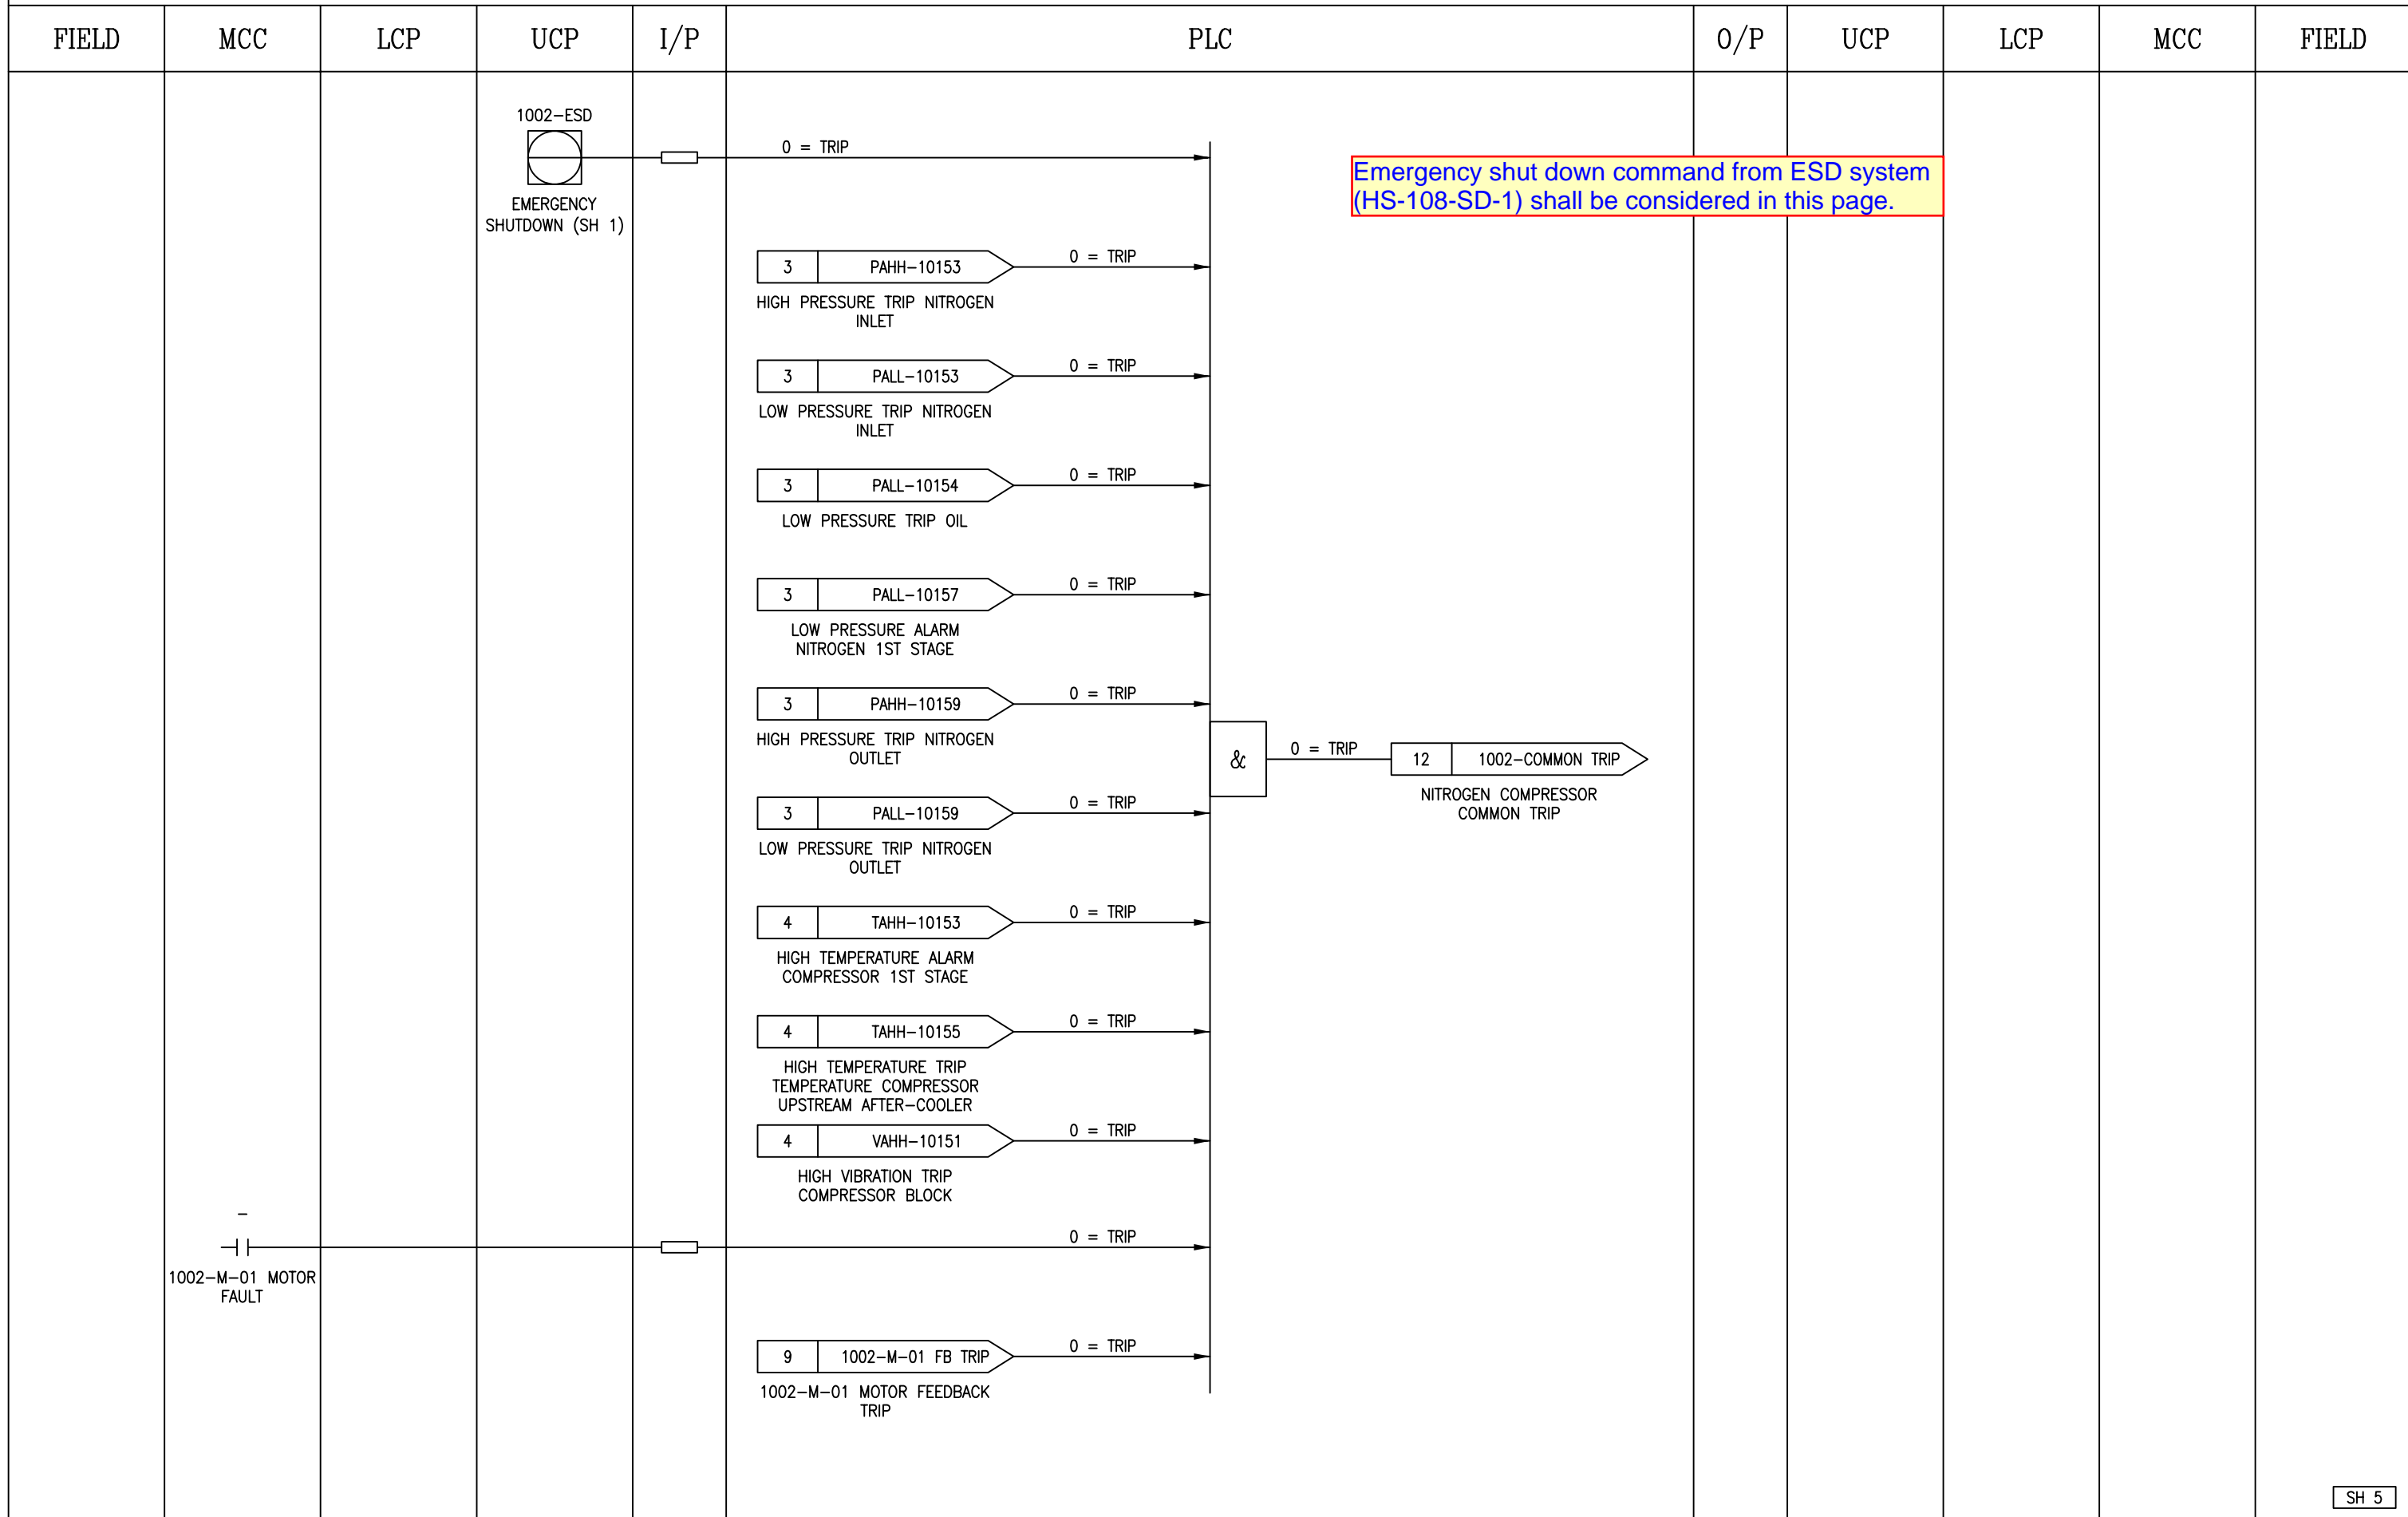 FIELD MCC LCP UCP I/P PLC O/P UCP LCP MCC FIELD
1002-ESD
0 = TRIP
EMERGENCY
SHUTDOWN (SH 1)
Emergency shut down command from ESD system
(HS-108-SD-1) shall be considered in this page.
3 PAHH-10153 0 = TRIP
HIGH PRESSURE TRIP NITROGEN
INLET
3 PALL-10153 0 = TRIP
LOW PRESSURE TRIP NITROGEN
INLET
3 PALL-10154 0 = TRIP
LOW PRESSURE TRIP OIL
3 PALL-10157 0 = TRIP
LOW PRESSURE ALARM
NITROGEN 1ST STAGE
3 PAHH-10159 0 = TRIP
HIGH PRESSURE TRIP NITROGEN
OUTLET
& 0 = TRIP 12 1002-COMMON TRIP
NITROGEN COMPRESSOR
COMMON TRIP
3 PALL-10159 0 = TRIP
LOW PRESSURE TRIP NITROGEN
OUTLET
4 TAHH-10153 0 = TRIP
HIGH TEMPERATURE ALARM
COMPRESSOR 1ST STAGE
4 TAHH-10155 0 = TRIP
HIGH TEMPERATURE TRIP
TEMPERATURE COMPRESSOR
UPSTREAM AFTER-COOLER
4 VAHH-10151 0 = TRIP
HIGH VIBRATION TRIP
COMPRESSOR BLOCK
-
0 = TRIP
1002-M-01 MOTOR
FAULT
9 1002-M-01 FB TRIP 0 = TRIP
1002-M-01 MOTOR FEEDBACK
TRIP
SH 5